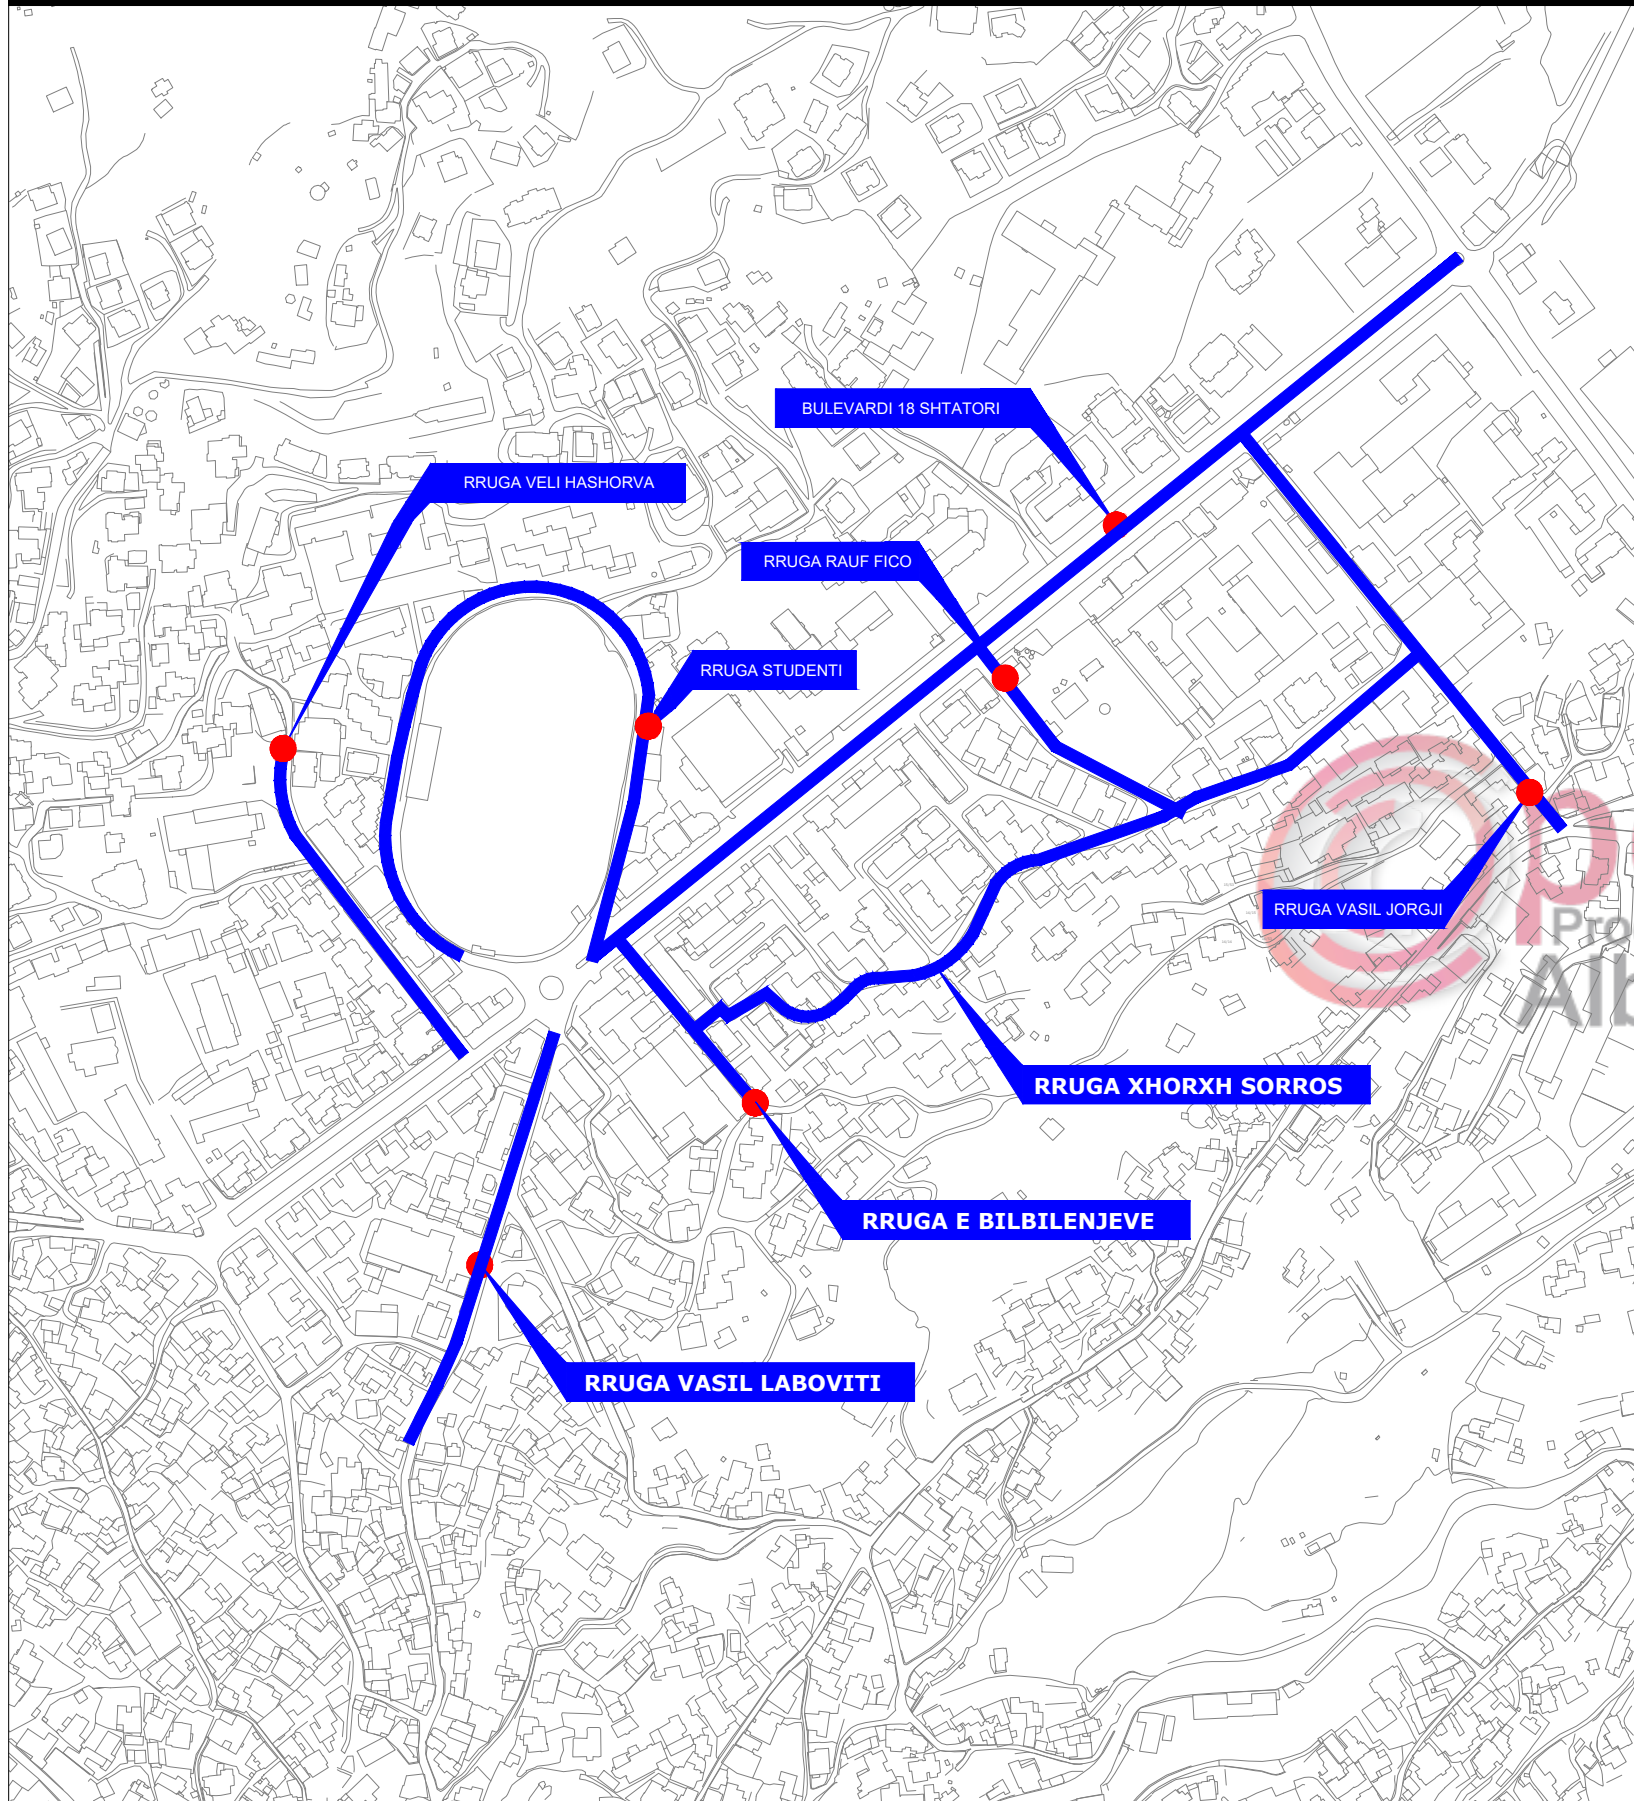 BULEVARDI 18 SHTATORI
RRUGA VELI HASHORVA
RRUGA RAUF FICO
RRUGA STUDENTI
RRUGA VASIL JORGJI
RRUGA XHORXH SORROS
RRUGA E BILBILENJEVE
RRUGA VASIL LABOVITI